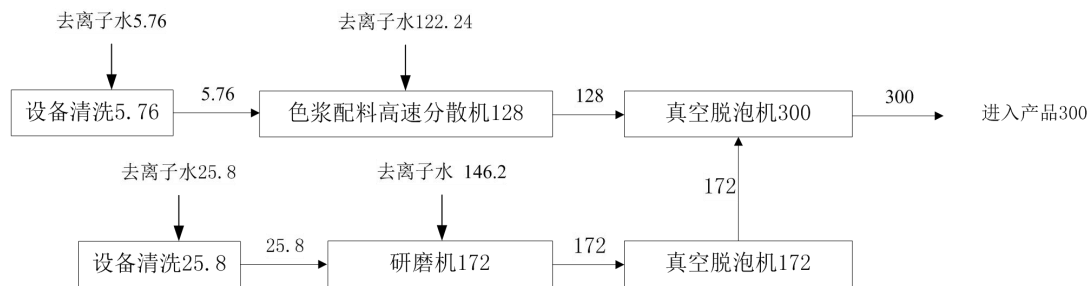 去离子水5.76
去离子水122.24
设备清洗5.76
5.76
色浆配料高速分散机128
128
真空脱泡机300
300
进入产品300
去离子水25.8
去离子水 146.2
172
设备清洗25.8
25.8
研磨机172
172
真空脱泡机172